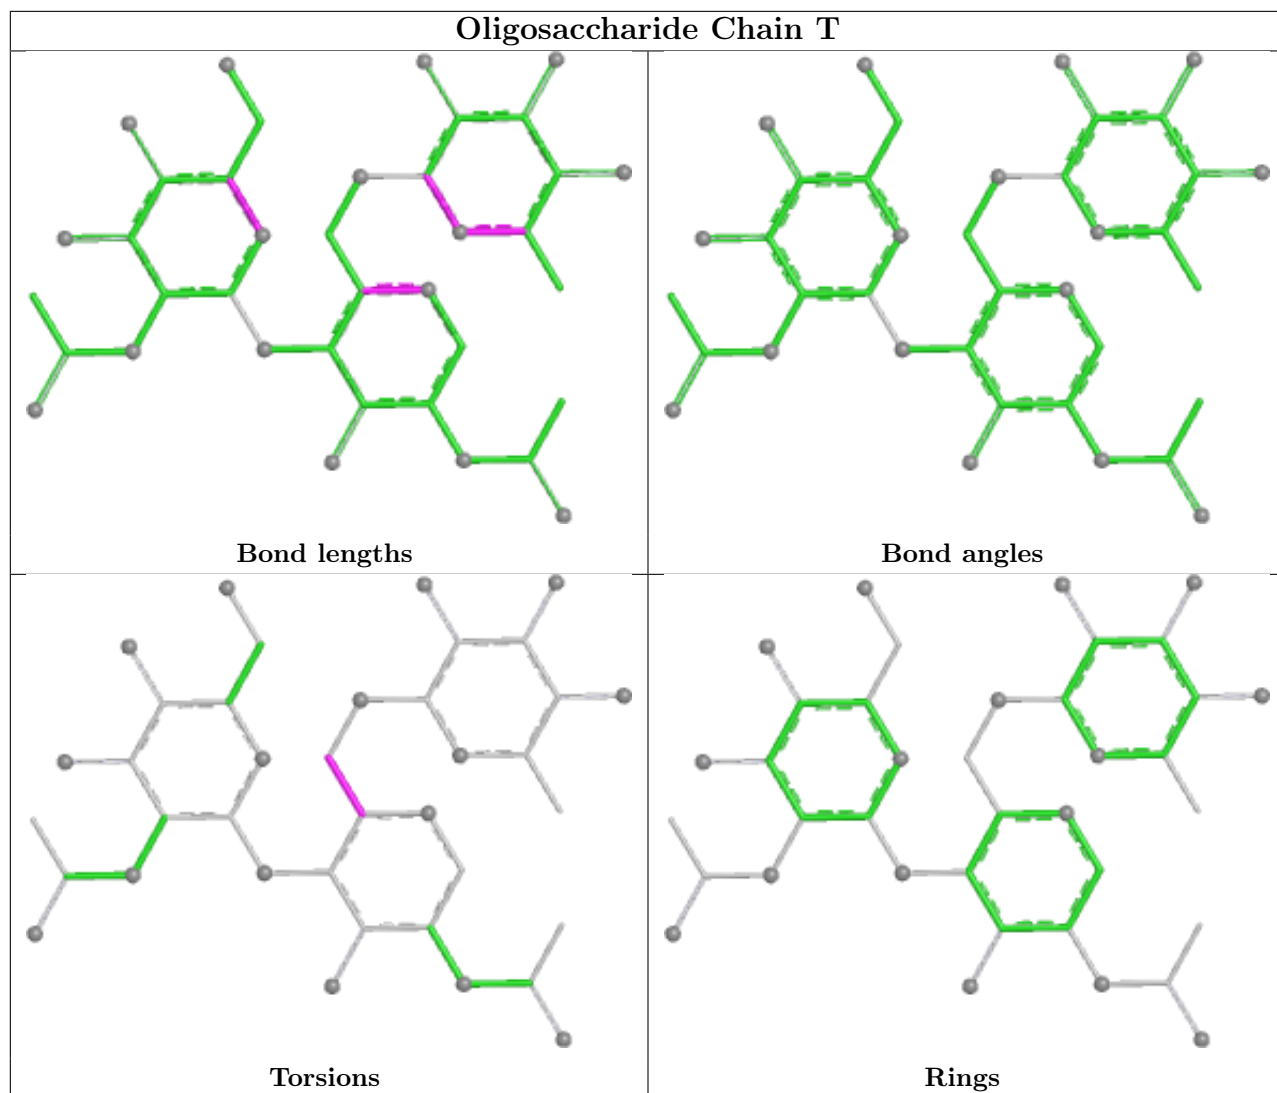 Oligosaccharide Chain T
Bond lengths
Bond angles
Torsions
Rings